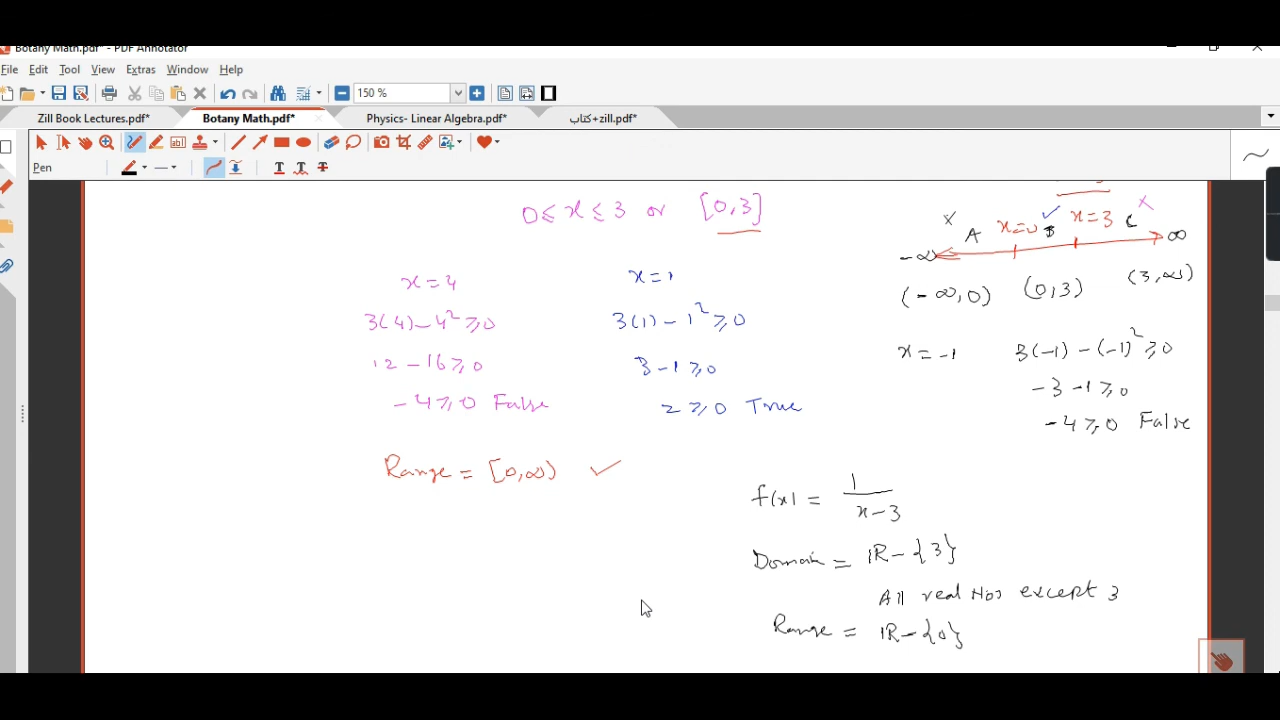 Botany Math.pdf* - PDF Annotator
File Edit Tool View Extras Window Help
150 %
Zill Book Lectures.pdf* Botany Math.pdf* Physics- Linear Algebra.pdf* كتاب+zill.pdf*
Pen
0 ≤ x ≤ 3 or [0,3]
x = 4
3(4) - 4² ≥ 0
12 - 16 ≥ 0
- 4 ≥ 0 False
x = 1
3(1) - 1² ≥ 0
3 - 1 ≥ 0
2 ≥ 0 True
x ✓ x
A x=0 B x=3 C
-∞ ∞
(-∞,0) (0,3) (3,∞)
x = -1 3(-1) - (-1)² ≥ 0
-3 -1 ≥ 0
-4 ≥ 0 False
Range = [0,∞) ✓
f(x) = 1
x-3
Domain = IR - {3}
All real Nos except 3
Range = IR - {0}